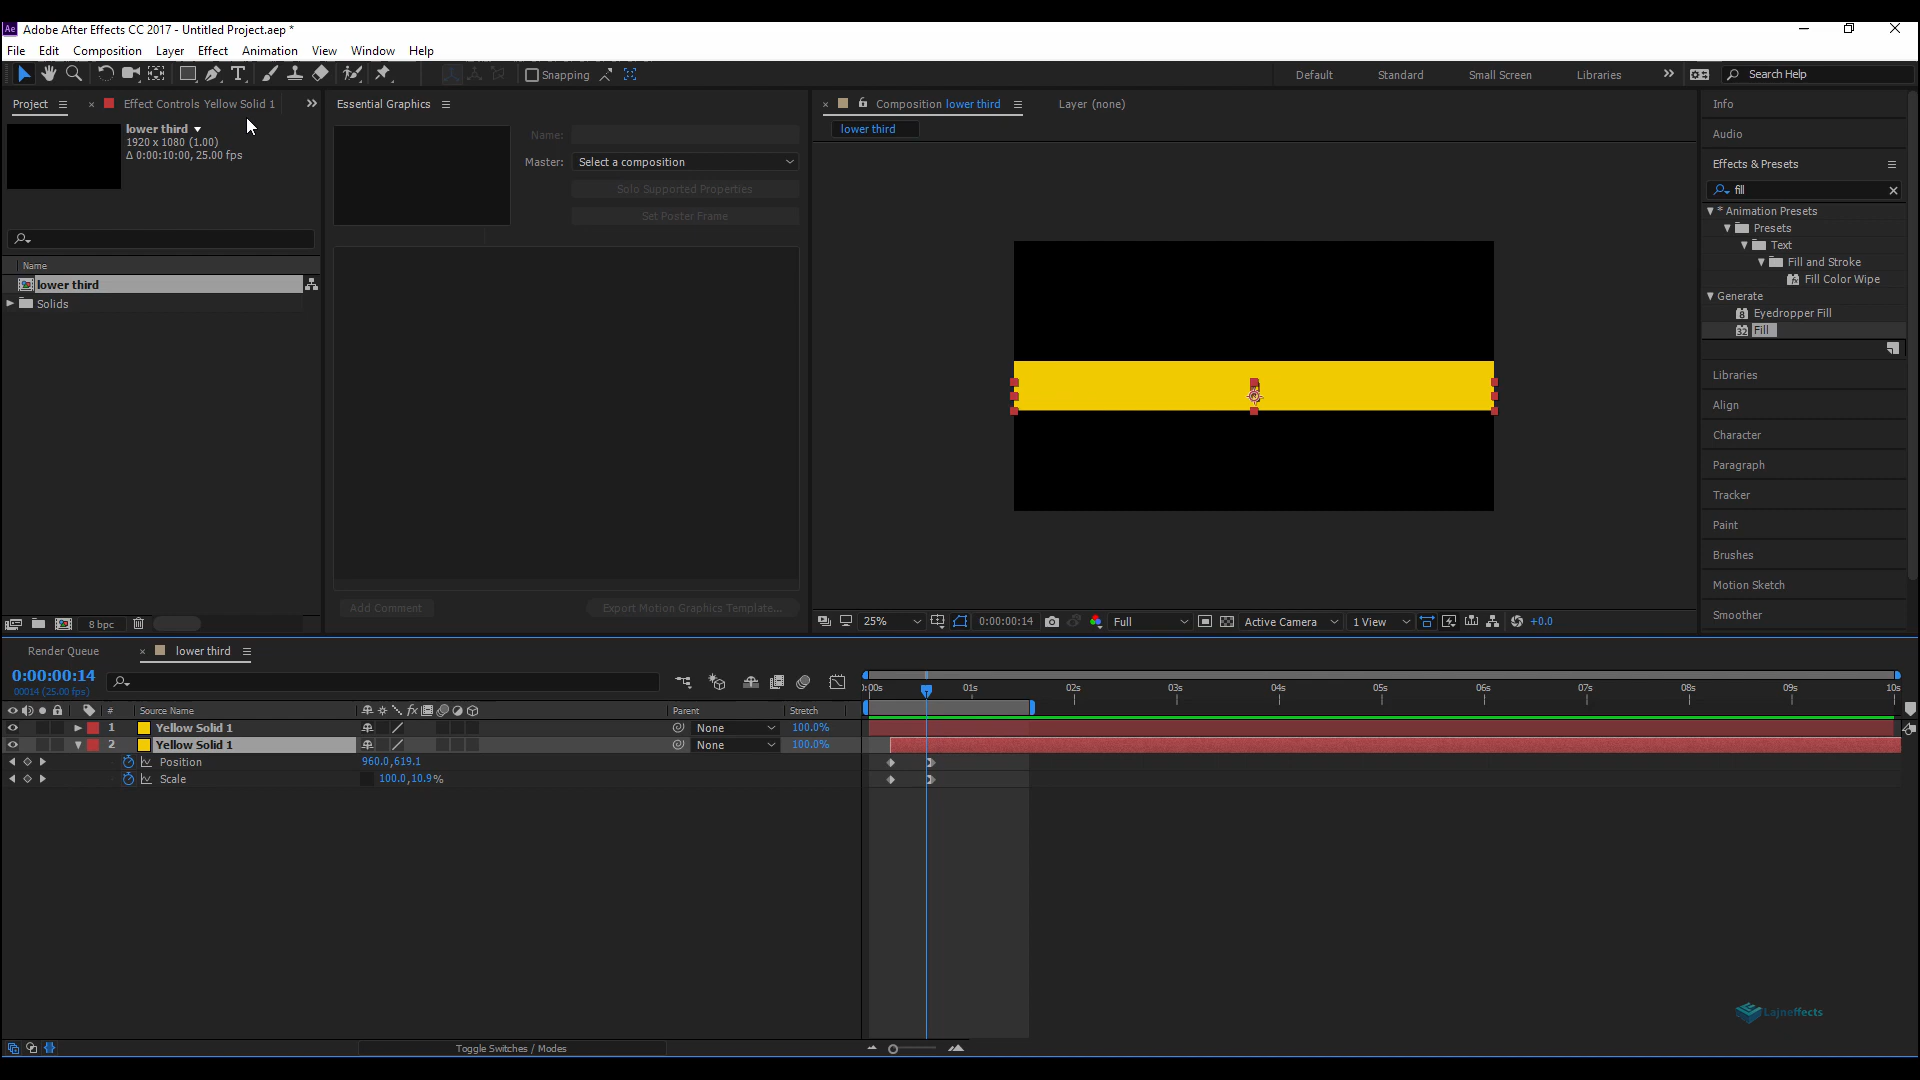 Adobe After Effects CC 2017 - Untitled Project.aep *
File Edit Composition Layer Effect Animation View Window Help
Snapping Default Standard Small Screen Libraries Search Help
Project Effect Controls Yellow Solid 1 Essential Graphics Composition lower third Layer (none) Info
lower third
1920 x 1080 (1.00)
Δ 0:00:10:00, 25.00 fps
Name
lower third
Solids
8 bpc
Name:
Master: Select a composition
Solo Supported Properties
Set Poster Frame
Add Comment Export Motion Graphics Template...
lower third
25% 0:00:00:14 Full Active Camera 1 View +0.0
Audio
Effects & Presets
fill
* Animation Presets
Presets
Text
Fill and Stroke
Fill Color Wipe
Generate
Eyedropper Fill
Fill
Libraries
Align
Character
Paragraph
Tracker
Paint
Brushes
Motion Sketch
Smoother
Render Queue lower third
0:00:00:14
00014 (25.00 fps)
:00s 01s 02s 03s 04s 05s 06s 07s 08s 09s 10s
# Source Name Parent Stretch
1 Yellow Solid 1 None 100.0%
2 Yellow Solid 1 None 100.0%
Position 960.0,619.1
Scale 100.0,10.9%
Toggle Switches / Modes
Lajneffects